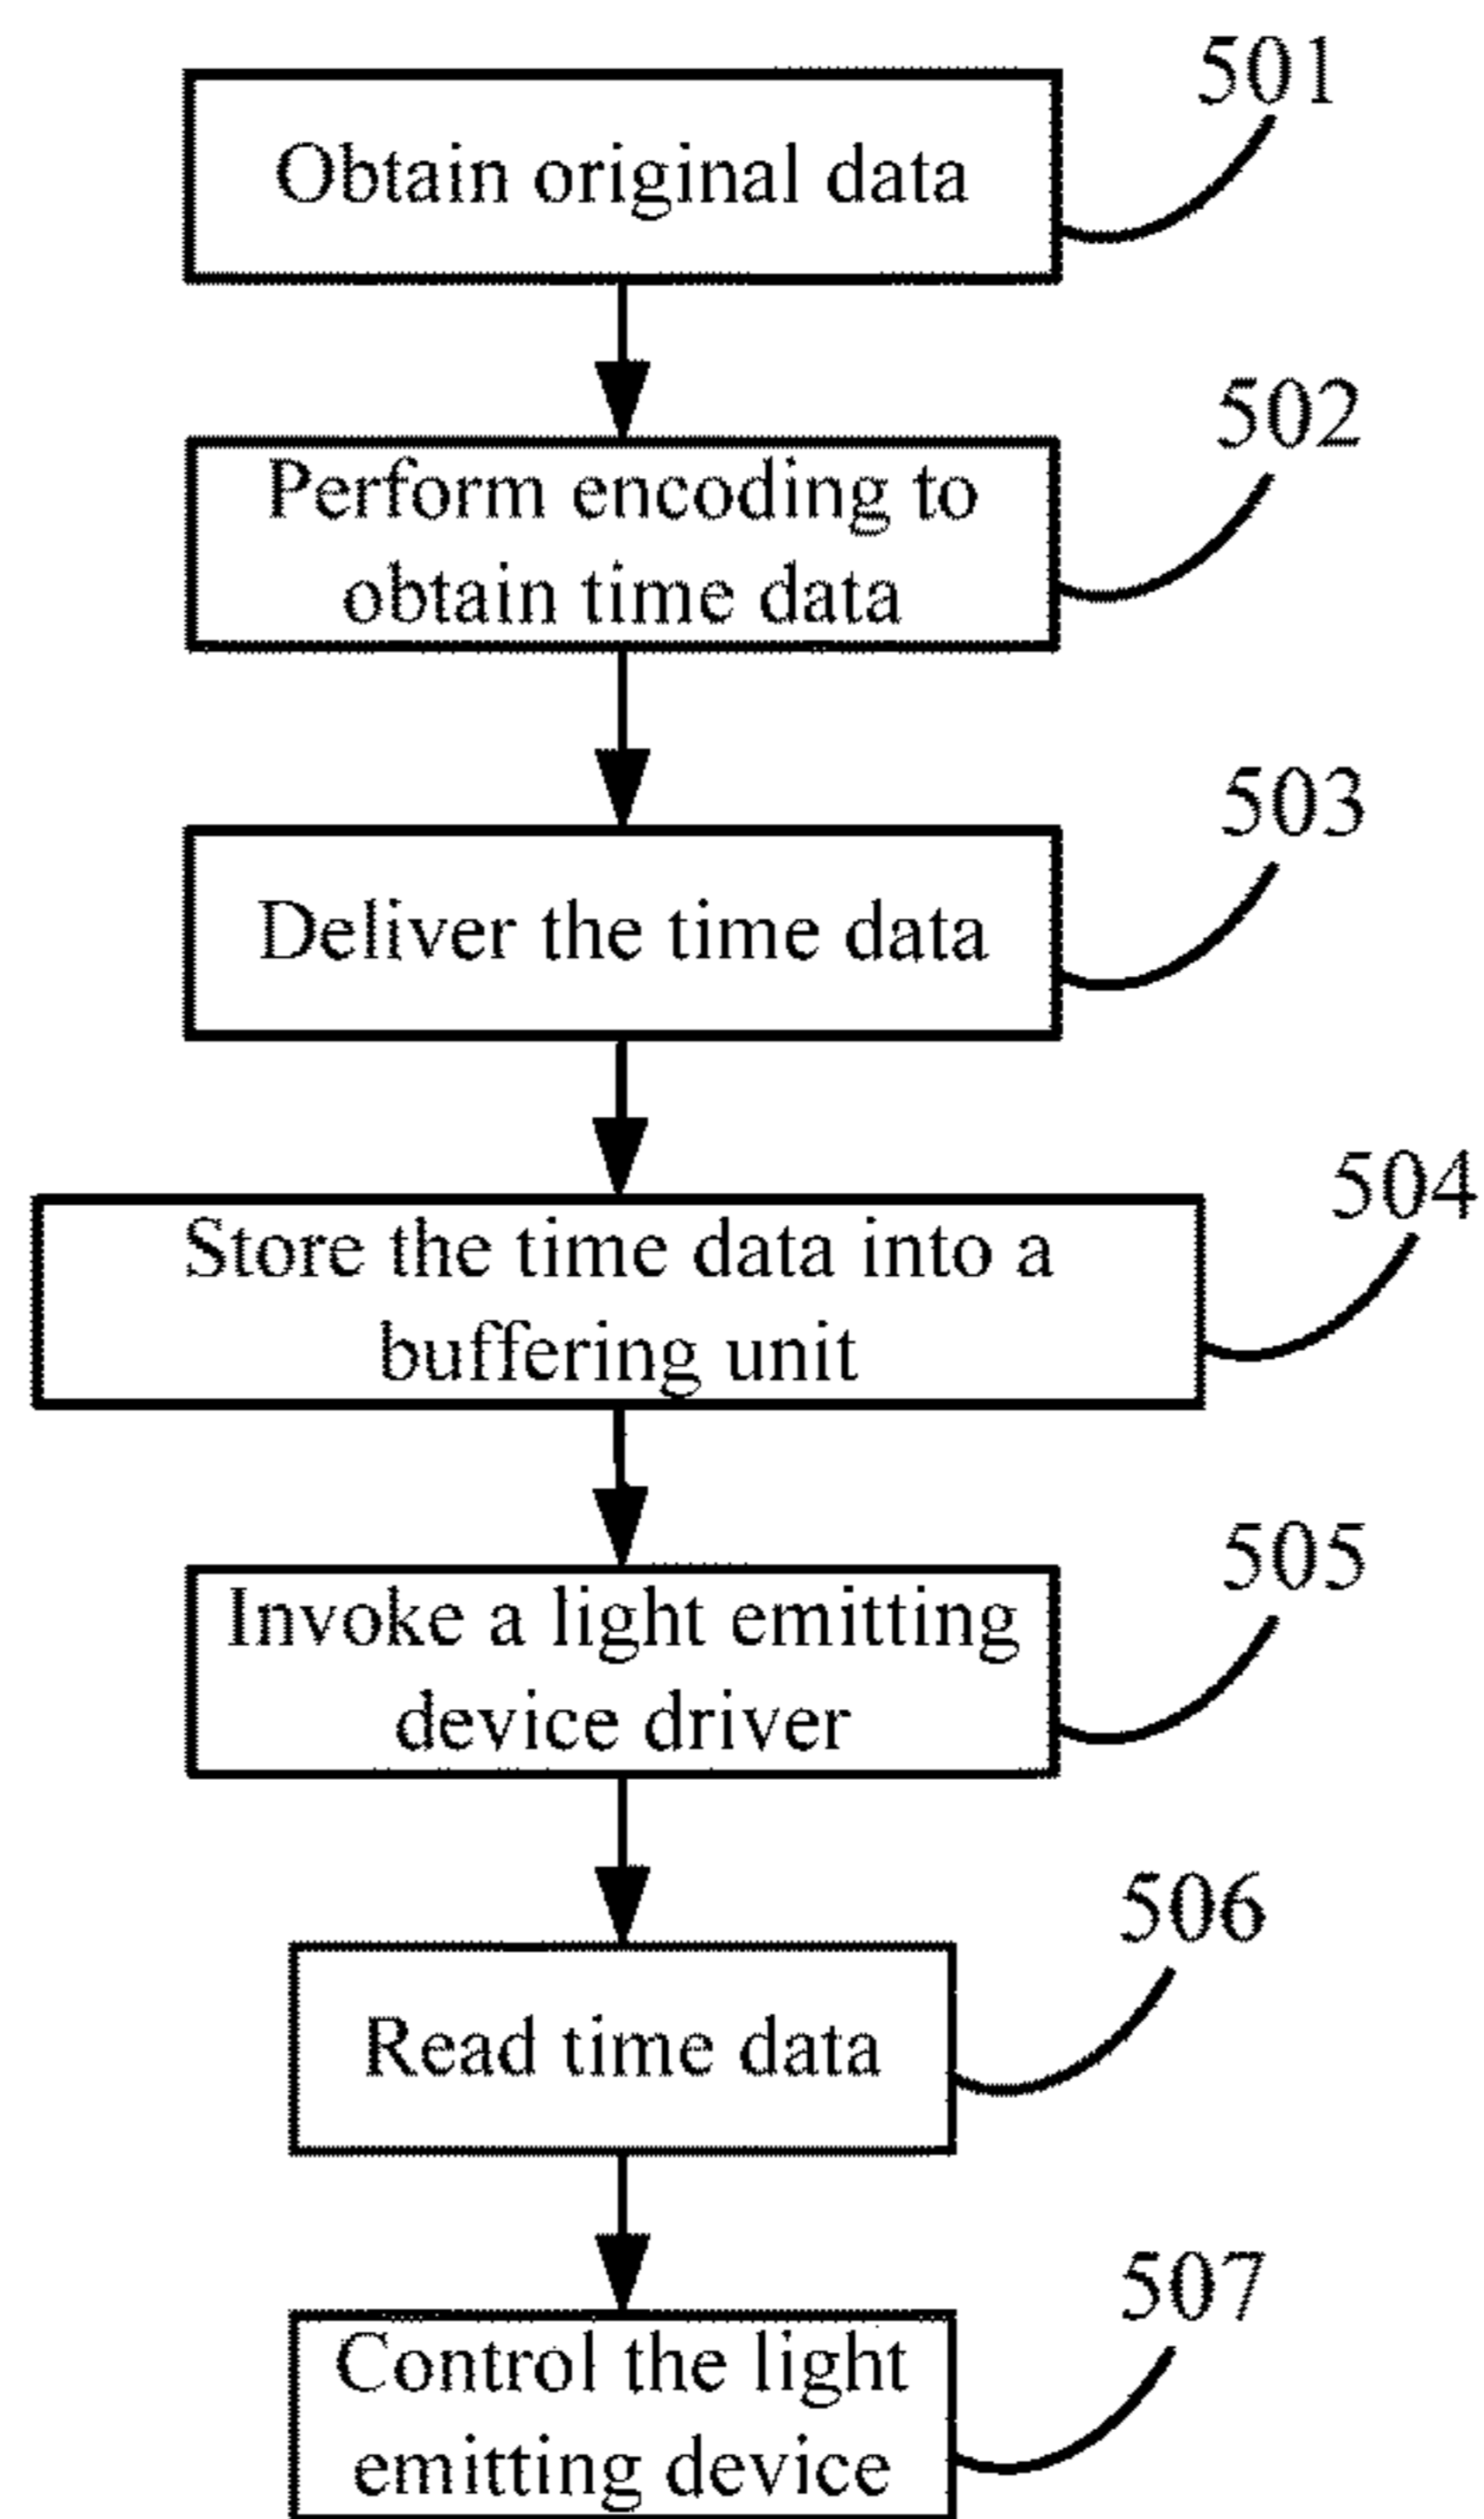 501
Obtain original data
502
Perform encoding to
obtain time data
503
Deliver the time data
504
Store the time data into a
buffering unit
505
Invoke a light emitting
device driver
506
Read time data
507
Control the light
emitting device